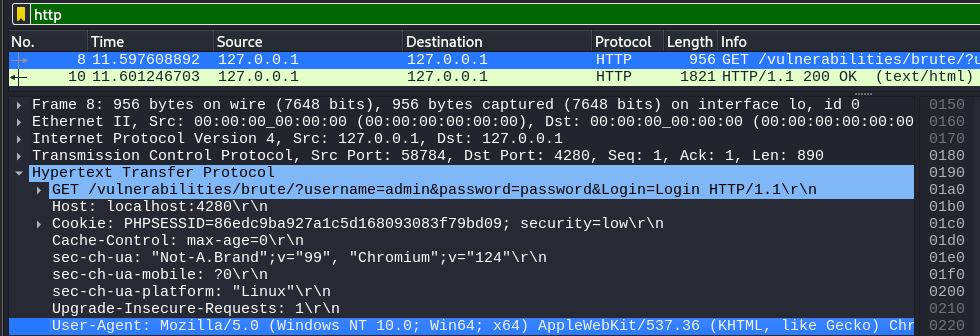 http
No. Time Source Destination Protocol Length Info
8 11.597608892 127.0.0.1 127.0.0.1 HTTP 956 GET /vulnerabilities/brute/?u
10 11.601246703 127.0.0.1 127.0.0.1 HTTP 1821 HTTP/1.1 200 OK (text/html)
Frame 8: 956 bytes on wire (7648 bits), 956 bytes captured (7648 bits) on interface lo, id 0 0150
Ethernet II, Src: 00:00:00_00:00:00 (00:00:00:00:00:00), Dst: 00:00:00_00:00:00 (00:00:00:00:00:00 0160
Internet Protocol Version 4, Src: 127.0.0.1, Dst: 127.0.0.1 0170
Transmission Control Protocol, Src Port: 58784, Dst Port: 4280, Seq: 1, Ack: 1, Len: 890 0180
Hypertext Transfer Protocol 0190
GET /vulnerabilities/brute/?username=admin&password=password&Login=Login HTTP/1.1\r\n 01a0
Host: localhost:4280\r\n 01b0
Cookie: PHPSESSID=86edc9ba927a1c5d168093083f79bd09; security=low\r\n 01c0
Cache-Control: max-age=0\r\n 01d0
sec-ch-ua: "Not-A.Brand";v="99", "Chromium";v="124"\r\n 01e0
sec-ch-ua-mobile: ?0\r\n 01f0
sec-ch-ua-platform: "Linux"\r\n 0200
Upgrade-Insecure-Requests: 1\r\n 0210
User-Agent: Mozilla/5.0 (Windows NT 10.0; Win64; x64) AppleWebKit/537.36 (KHTML, like Gecko) Chr 0220